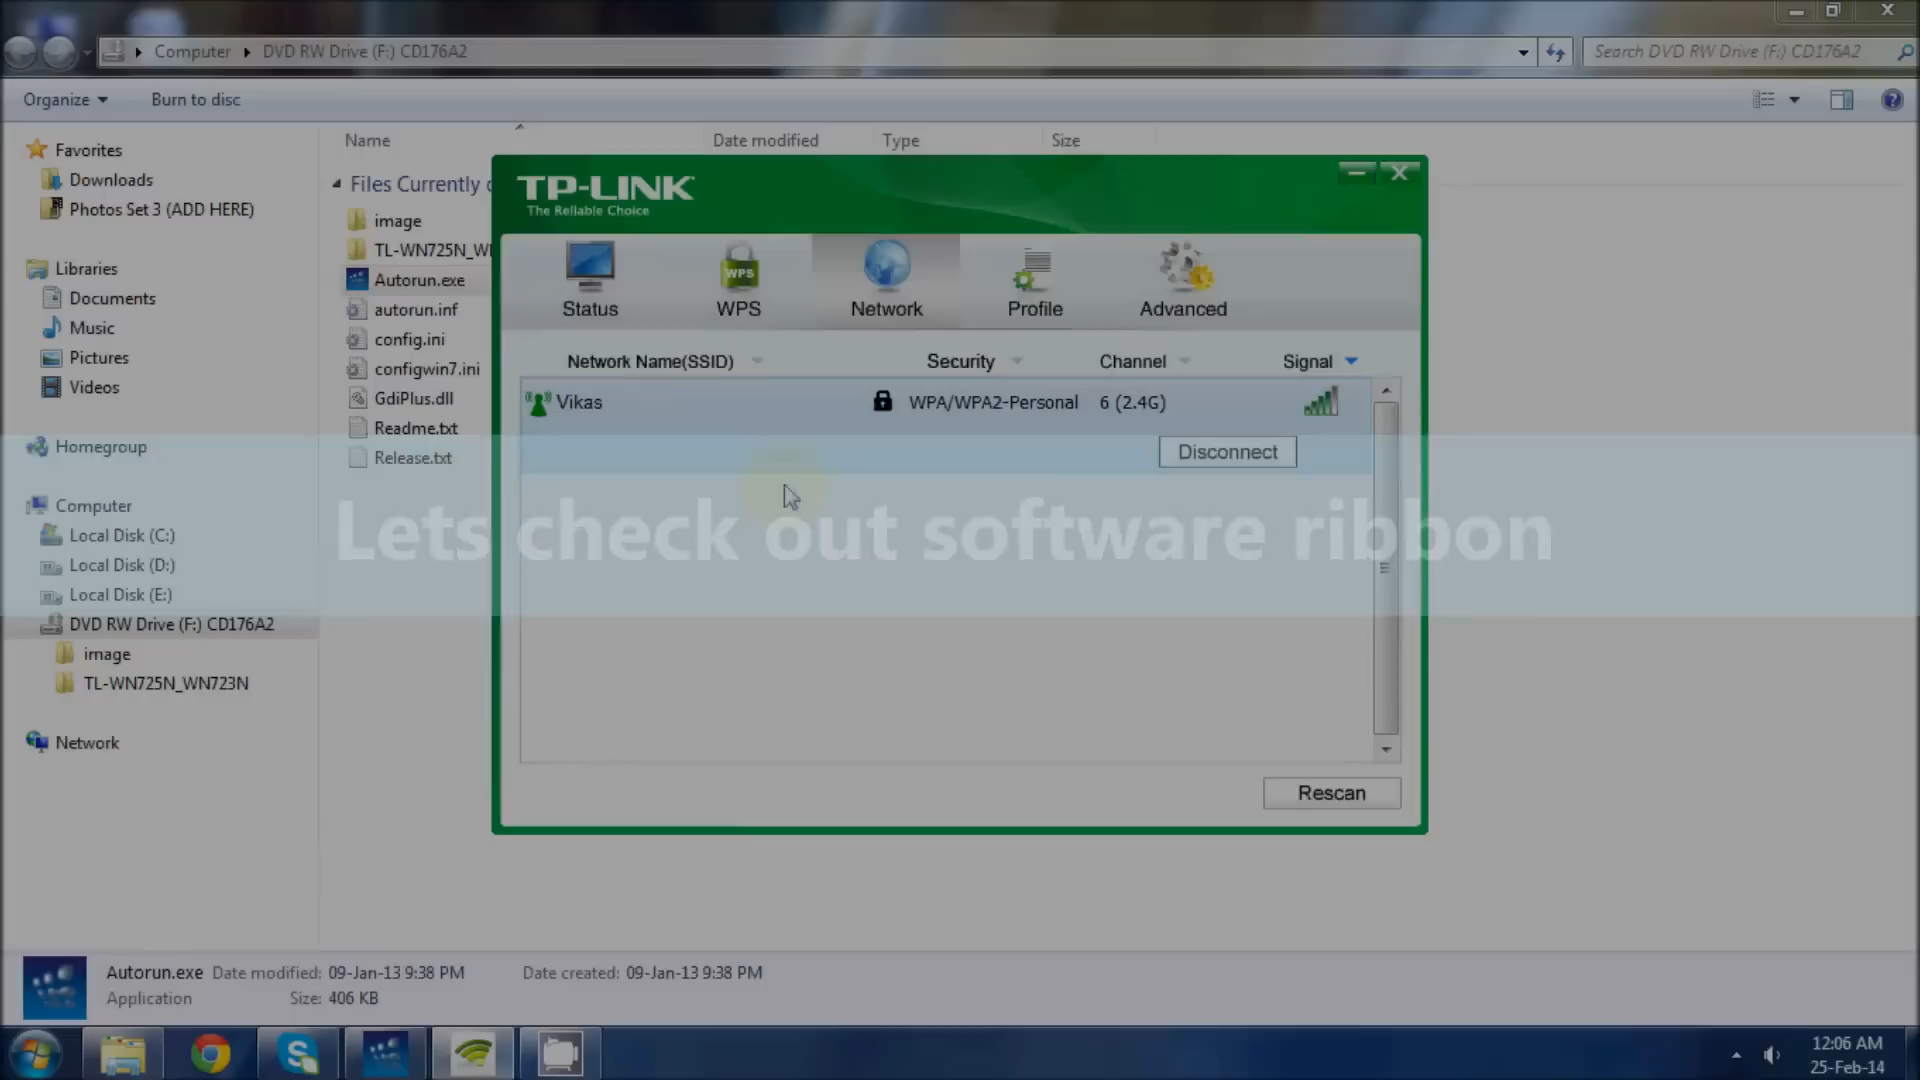 Computer DVD RW Drive (F:) CD176A2
Search DVD RW Drive (F:) CD176A2
Organize Burn to disc
Favorites
Downloads
Photos Set 3 (ADD HERE)
Libraries
Documents
Music
Pictures
Videos
Homegroup
Computer
Local Disk (C:)
Local Disk (D:)
Local Disk (E:)
DVD RW Drive (F:) CD176A2
image
TL-WN725N_WN723N
Network
Name Date modified Type Size
Files Currently
image
Autorun.exe
autorun.inf
config.ini
configwin7.ini
GdiPlus.dll
Readme.txt
Release.txt
TP-LINK
The Reliable Choice
WPS
Status WPS Network Profile Advanced
Network Name(SSID) Security Channel Signal
Vikas WPA/WPA2-Personal 6 (2.4G)
Disconnect
Lets check out software ribbon
Rescan
Autorun.exe Date modified: 09-Jan-13 9:38 PM Date created: 09-Jan-13 9:38 PM
Application Size: 406 KB
12:06 AM
25-Feb-14